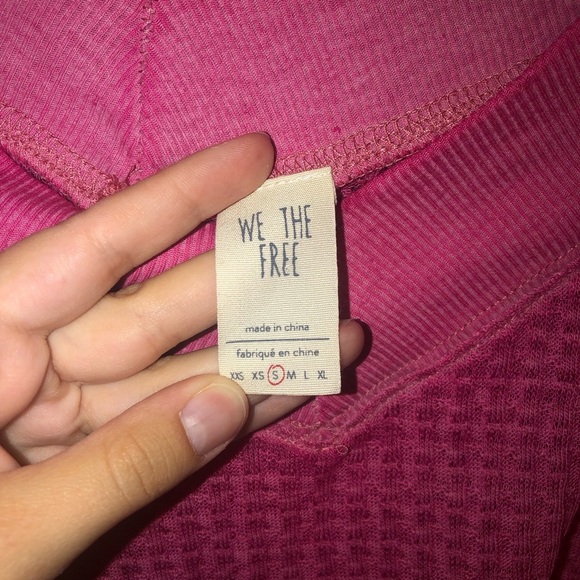 WE THE
FREE
made in china
fabriqué en chine
XXS XS S M L XL